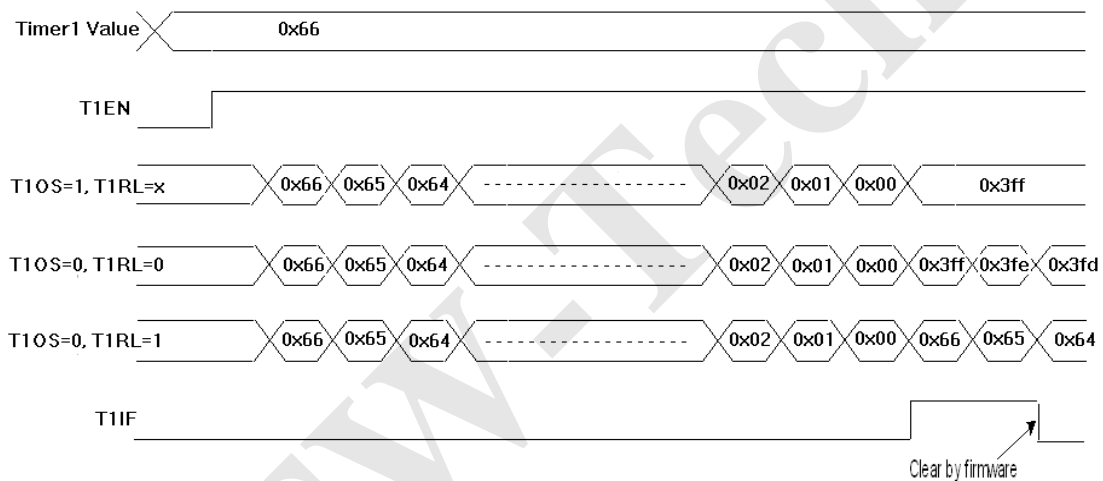 Timer1 Value 0x66
T1EN
T1OS=1, T1RL=x 0x66 0x65 0x64 0x02 0x01 0x00 0x3ff
T1OS=0, T1RL=0 0x66 0x65 0x64 0x02 0x01 0x00 0x3ff 0x3fe 0x3fd
T1OS=0, T1RL=1 0x66 0x65 0x64 0x02 0x01 0x00 0x66 0x65 0x64
T1IF
Clear by firmware